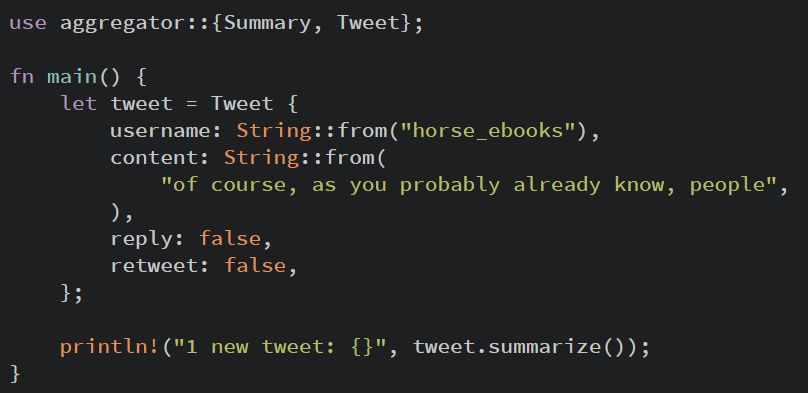 use aggregator::{Summary, Tweet};

fn main() {
    let tweet = Tweet {
        username: String::from("horse_ebooks"),
        content: String::from(
            "of course, as you probably already know, people",
        ),
        reply: false,
        retweet: false,
    };

    println!("1 new tweet: {}", tweet.summarize());
}